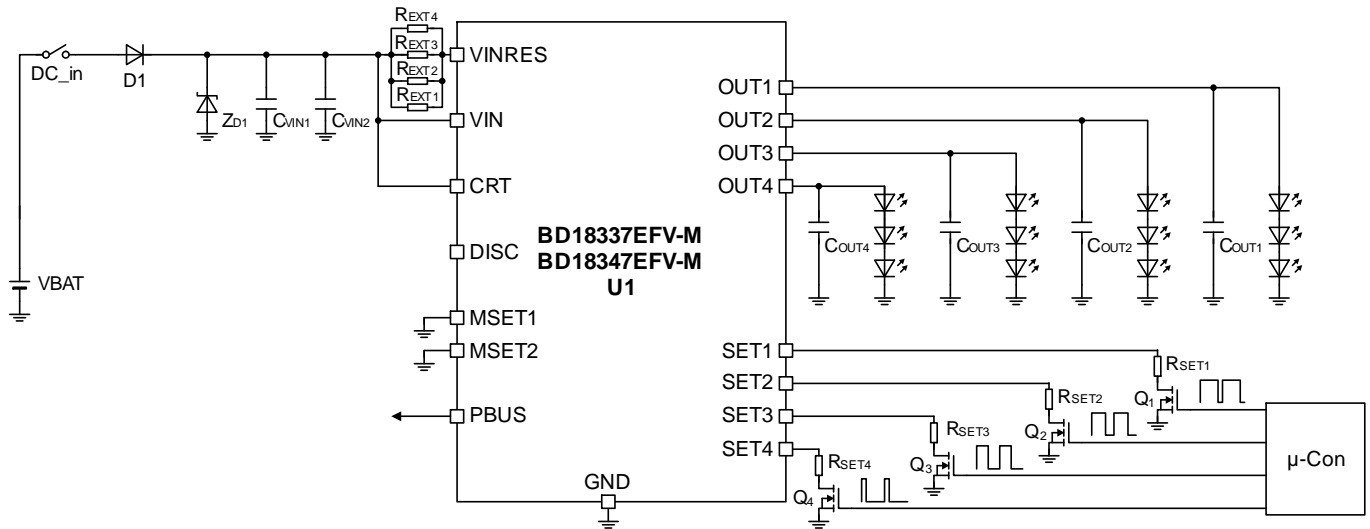 REXT4
REXT3
REXT2
REXT1
DC_in
D1
ZD1
CVIN1
CVIN2
VBAT
VINRES
VIN
CRT
DISC
MSET1
MSET2
PBUS
GND
BD18337EFV-M
BD18347EFV-M
U1
OUT1
OUT2
OUT3
OUT4
SET1
SET2
SET3
SET4
COUT4
COUT3
COUT2
COUT1
RSET1
RSET2
RSET3
RSET4
Q1
Q2
Q3
Q4
µ-Con